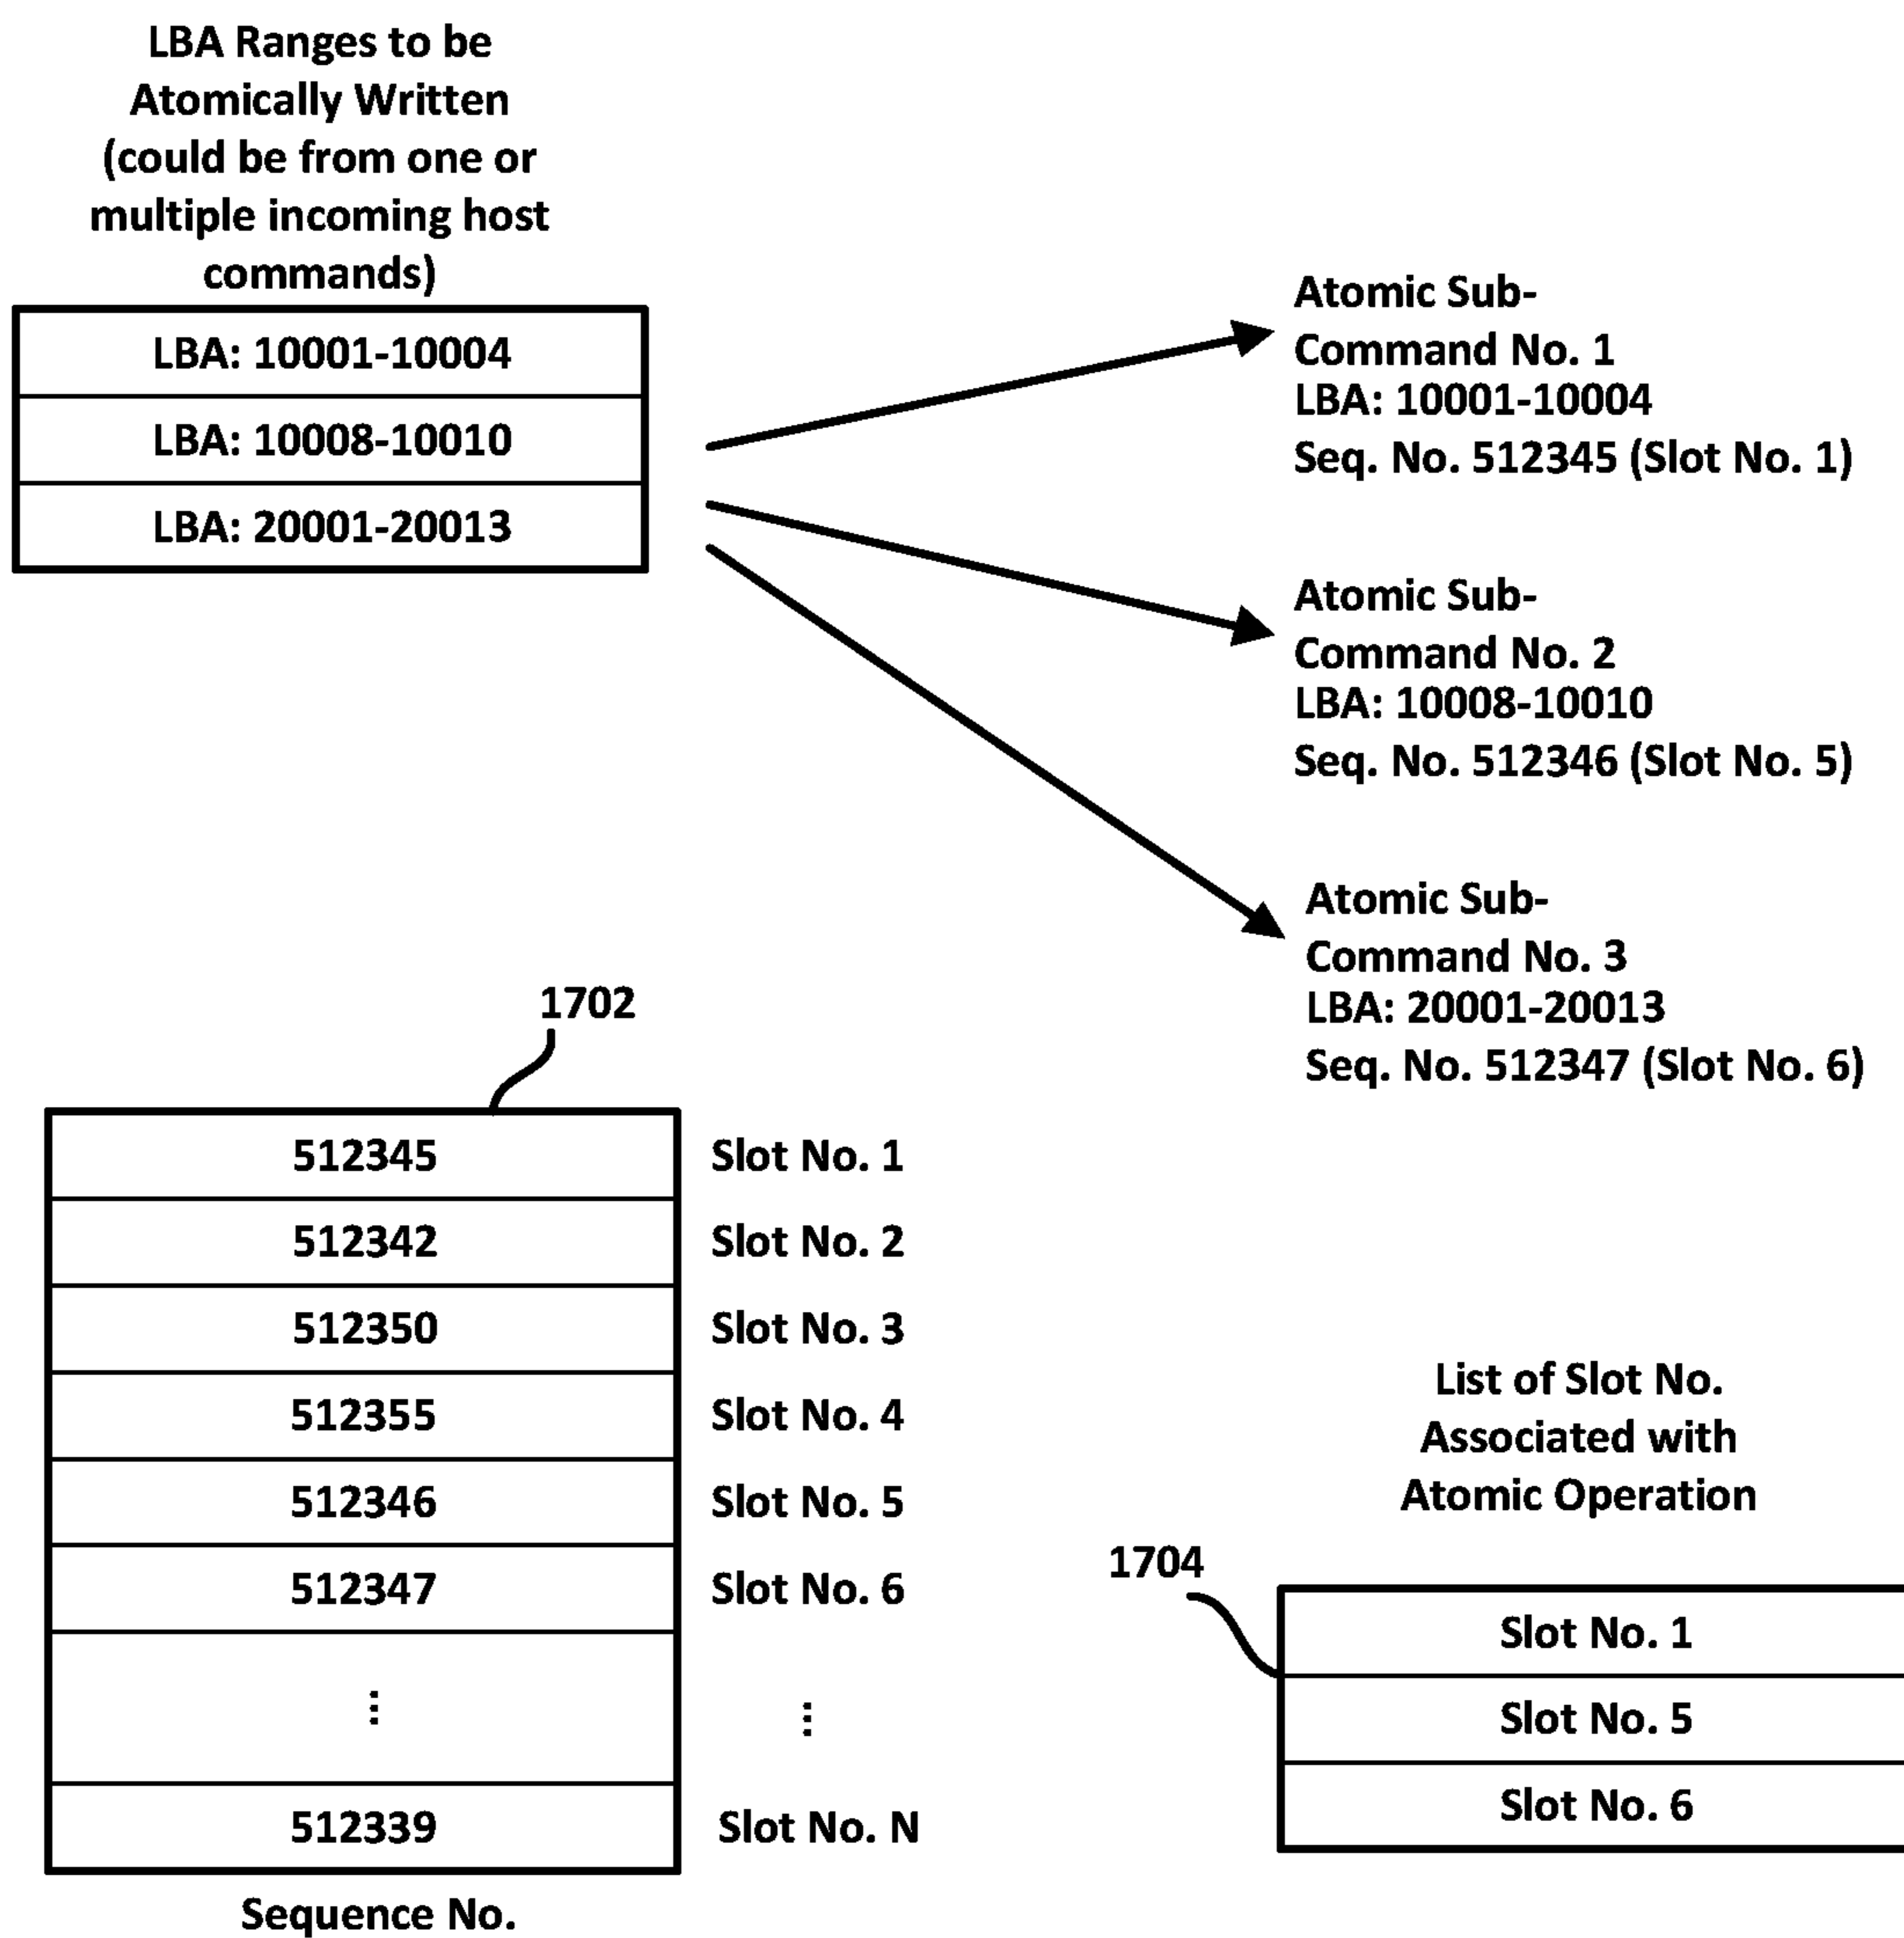 LBA Ranges to be
Atomically Written
(could be from one or
multiple incoming host
commands)
LBA: 10001-10004
LBA: 10008-10010
LBA: 20001-20013
Atomic Sub-
Command No. 1
LBA: 10001-10004
Seq. No. 512345 (Slot No. 1)
Atomic Sub-
Command No. 2
LBA: 10008-10010
Seq. No. 512346 (Slot No. 5)
Atomic Sub-
Command No. 3
LBA: 20001-20013
Seq. No. 512347 (Slot No. 6)
1702
512345 Slot No. 1
512342 Slot No. 2
512350 Slot No. 3
512355 Slot No. 4
512346 Slot No. 5
512347 Slot No. 6
⋮ ⋮
512339 Slot No. N
Sequence No.
List of Slot No.
Associated with
Atomic Operation
1704
Slot No. 1
Slot No. 5
Slot No. 6